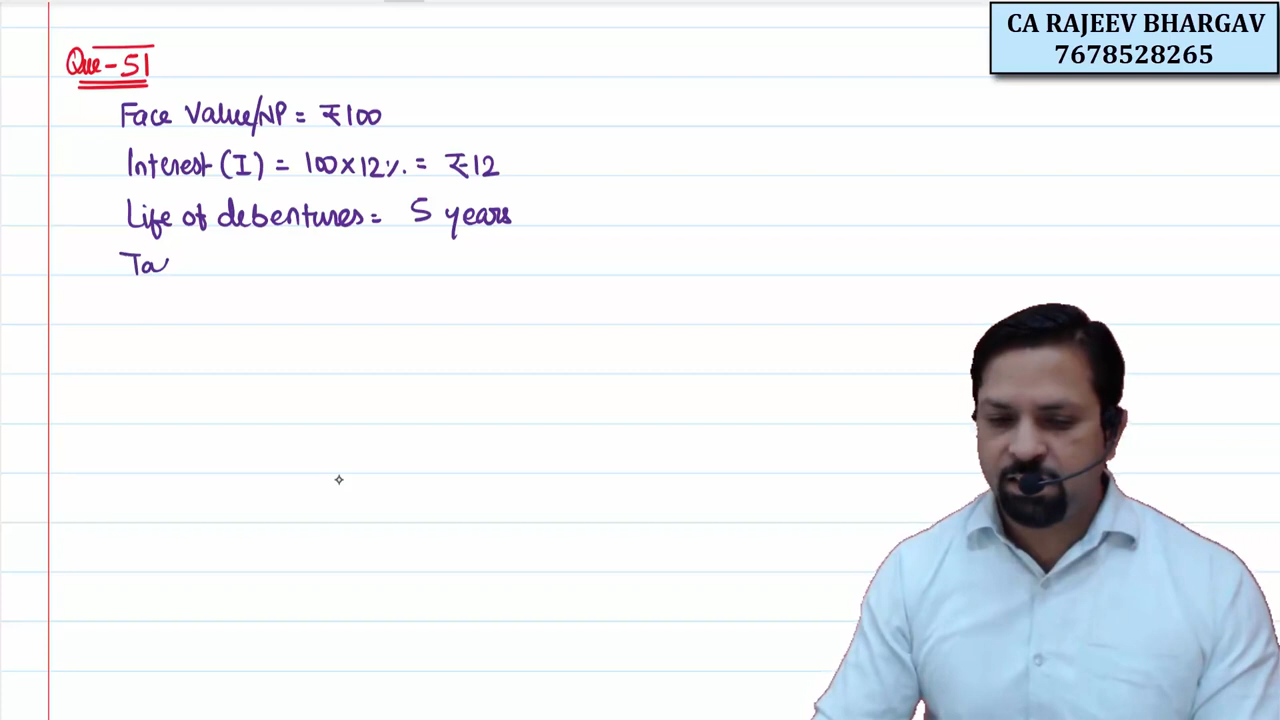 CA RAJEEV BHARGAV
7678528265
Que-51
Face Value/NP = ₹100
Interest (I) = 100×12%. = ₹12
Life of debentures = 5 years
Ta